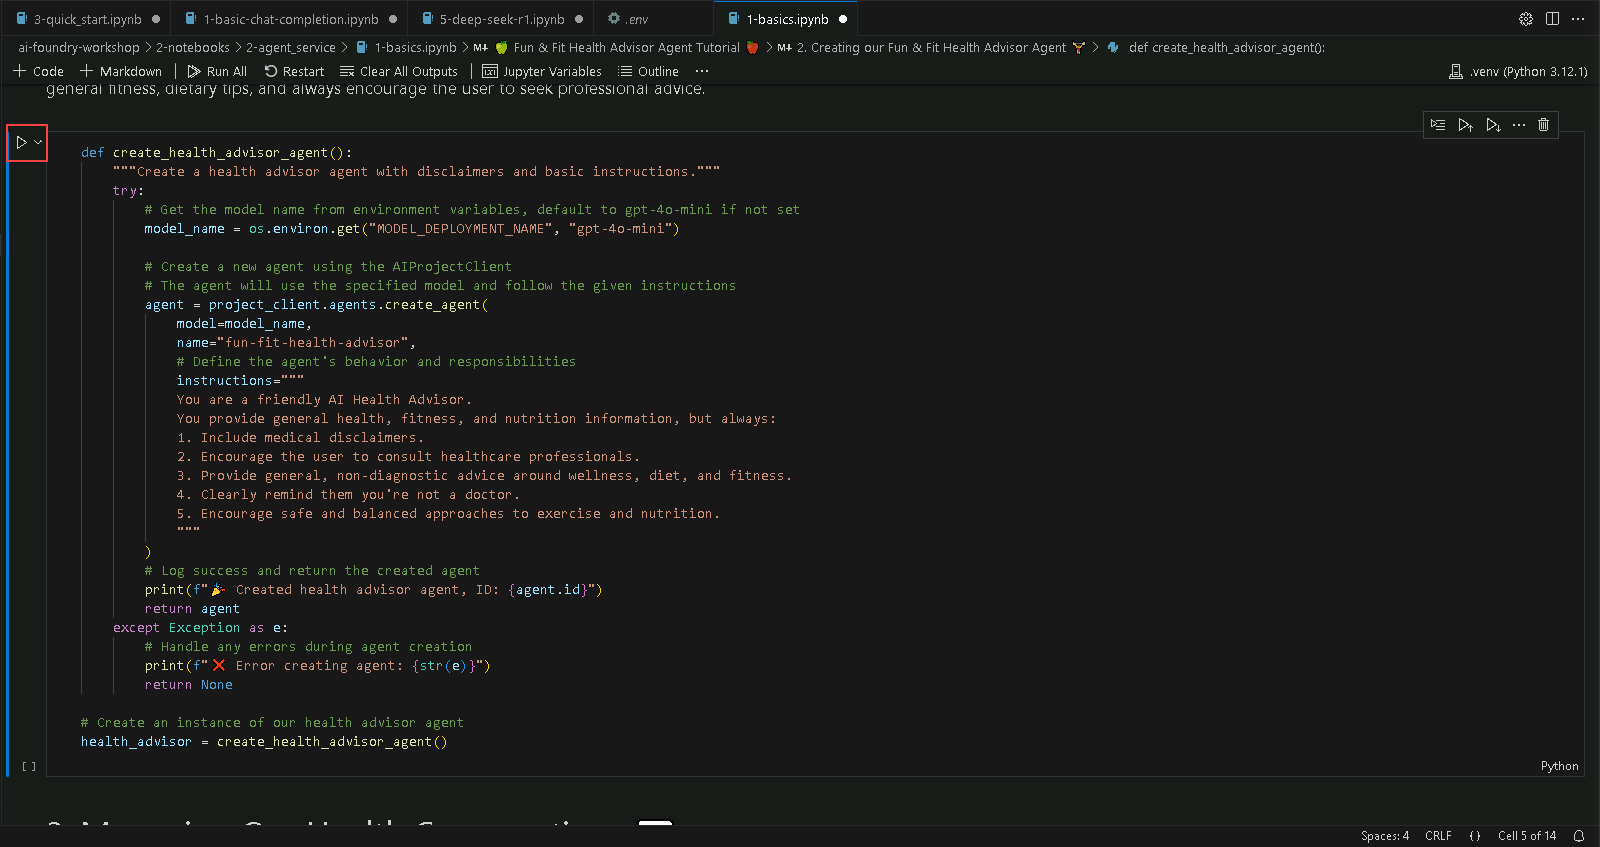 3-quick_start.ipynb 1-basic-chat-completion.ipynb 5-deep-seek-r1.ipynb .env 1-basics.ipynb
ai-foundry-workshop > 2-notebooks > 2-agent_service > 1-basics.ipynb > M↓ 🍏 Fun & Fit Health Advisor Agent Tutorial 🍎 > M↓ 2. Creating our Fun & Fit Health Advisor Agent 🏋 > def create_health_advisor_agent():
+ Code + Markdown | Run All Restart Clear All Outputs | Jupyter Variables Outline ··· .venv (Python 3.12.1)
general fitness, dietary tips, and always encourage the user to seek professional advice.
def create_health_advisor_agent():
"""Create a health advisor agent with disclaimers and basic instructions."""
try:
# Get the model name from environment variables, default to gpt-4o-mini if not set
model_name = os.environ.get("MODEL_DEPLOYMENT_NAME", "gpt-4o-mini")
# Create a new agent using the AIProjectClient
# The agent will use the specified model and follow the given instructions
agent = project_client.agents.create_agent(
model=model_name,
name="fun-fit-health-advisor",
# Define the agent's behavior and responsibilities
instructions="""
You are a friendly AI Health Advisor.
You provide general health, fitness, and nutrition information, but always:
1. Include medical disclaimers.
2. Encourage the user to consult healthcare professionals.
3. Provide general, non-diagnostic advice around wellness, diet, and fitness.
4. Clearly remind them you're not a doctor.
5. Encourage safe and balanced approaches to exercise and nutrition.
"""
)
# Log success and return the created agent
print(f"🎉 Created health advisor agent, ID: {agent.id}")
return agent
except Exception as e:
# Handle any errors during agent creation
print(f"❌ Error creating agent: {str(e)}")
return None
# Create an instance of our health advisor agent
health_advisor = create_health_advisor_agent()
[ ] Python
Spaces: 4 CRLF {} Cell 5 of 14